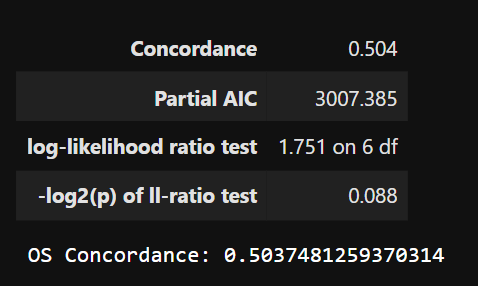 Concordance 0.504
Partial AIC 3007.385
log-likelihood ratio test 1.751 on 6 df
-log2(p) of ll-ratio test 0.088
OS Concordance: 0.5037481259370314